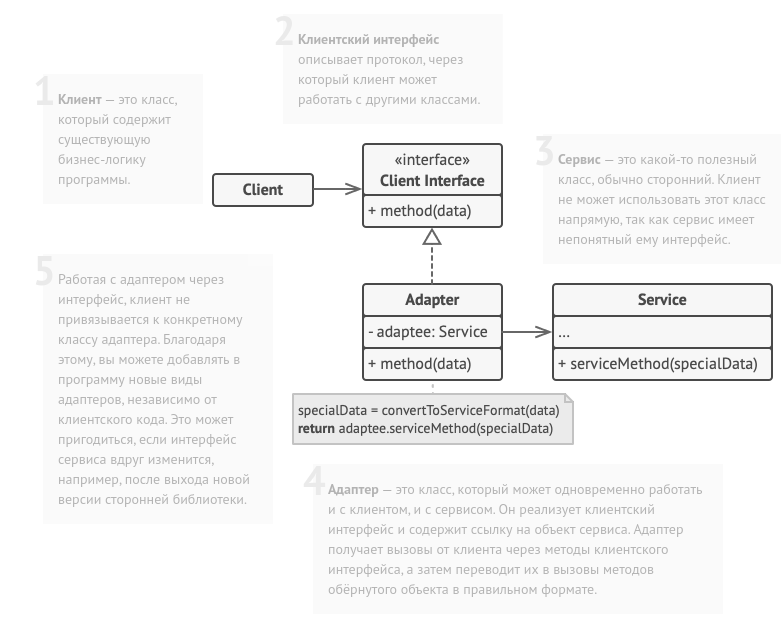 1
Клиент — это класс,
который содержит
существующую
бизнес-логику
программы.
2
Клиентский интерфейс
описывает протокол, через
который клиент может
работать с другими классами.
3
Сервис — это какой-то полезный
класс, обычно сторонний. Клиент
не может использовать этот класс
напрямую, так как сервис имеет
непонятный ему интерфейс.
Client
«interface»
Client Interface
+ method(data)
Adapter
- adaptee: Service
+ method(data)
Service
...
+ serviceMethod(specialData)
specialData = convertToServiceFormat(data)
return adaptee.serviceMethod(specialData)
4
Адаптер — это класс, который может одновременно работать
и с клиентом, и с сервисом. Он реализует клиентский
интерфейс и содержит ссылку на объект сервиса. Адаптер
получает вызовы от клиента через методы клиентского
интерфейса, а затем переводит их в вызовы методов
обёрнутого объекта в правильном формате.
5
Работая с адаптером через
интерфейс, клиент не
привязывается к конкретному
классу адаптера. Благодаря
этому, вы можете добавлять в
программу новые виды
адаптеров, независимо от
клиентского кода. Это может
пригодиться, если интерфейс
сервиса вдруг изменится,
например, после выхода новой
версии сторонней библиотеки.